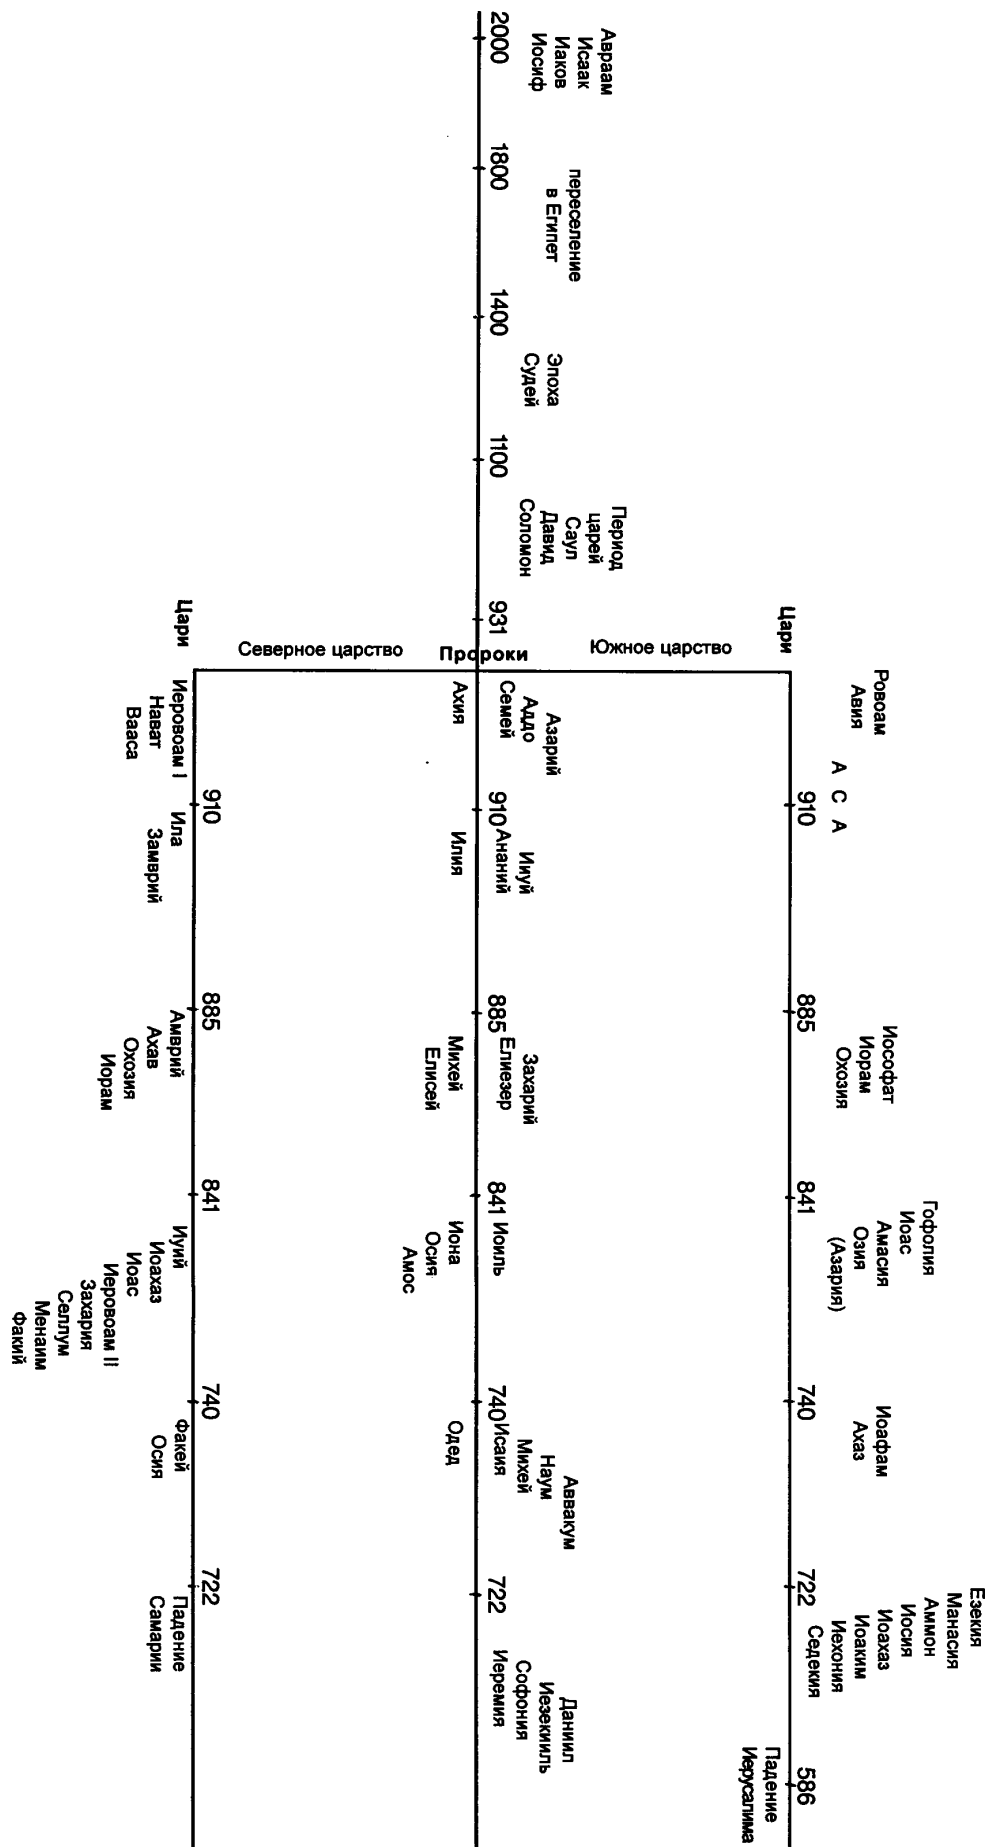 2000
Авраам
Исаак
Иаков
Иосиф
1800
переселение
в Египет
1400
Эпоха
Судей
1100
Период
царей
Саул
Давид
Соломон
931
Цари
Южное царство
Пророки
Северное царство
Цари
Ровоам
Авия
А С А
910
Иософат
Иорам
Охозия
885
Гофолия
Иоас
Амасия
Озия
(Азария)
841
Иоафам
Ахаз
740
Езекия
Манасия
Аммон
Иосия
Иоахаз
Иоаким
Иехония
Седекия
722
586
Падение
Иерусалима
Азарий
Аддо
Семей
Ахия
910
Ииуй
Ананий
Илия
885
Захарий
Елиезер
Михей
Елисей
841
Иоиль
Иона
Осия
Амос
740
Аввакум
Наум
Михей
Исаия
Одед
722
Даниил
Иезекииль
Софония
Иеремия
Иеровоам I
Нават
Вааса
910
Ила
Замврий
885
Амврий
Ахав
Охозия
Иорам
841
Иуий
Иоахаз
Иоас
Иеровоам II
Захария
Селлум
Менаим
Факий
740
Факей
Осия
722
Падение
Самарии